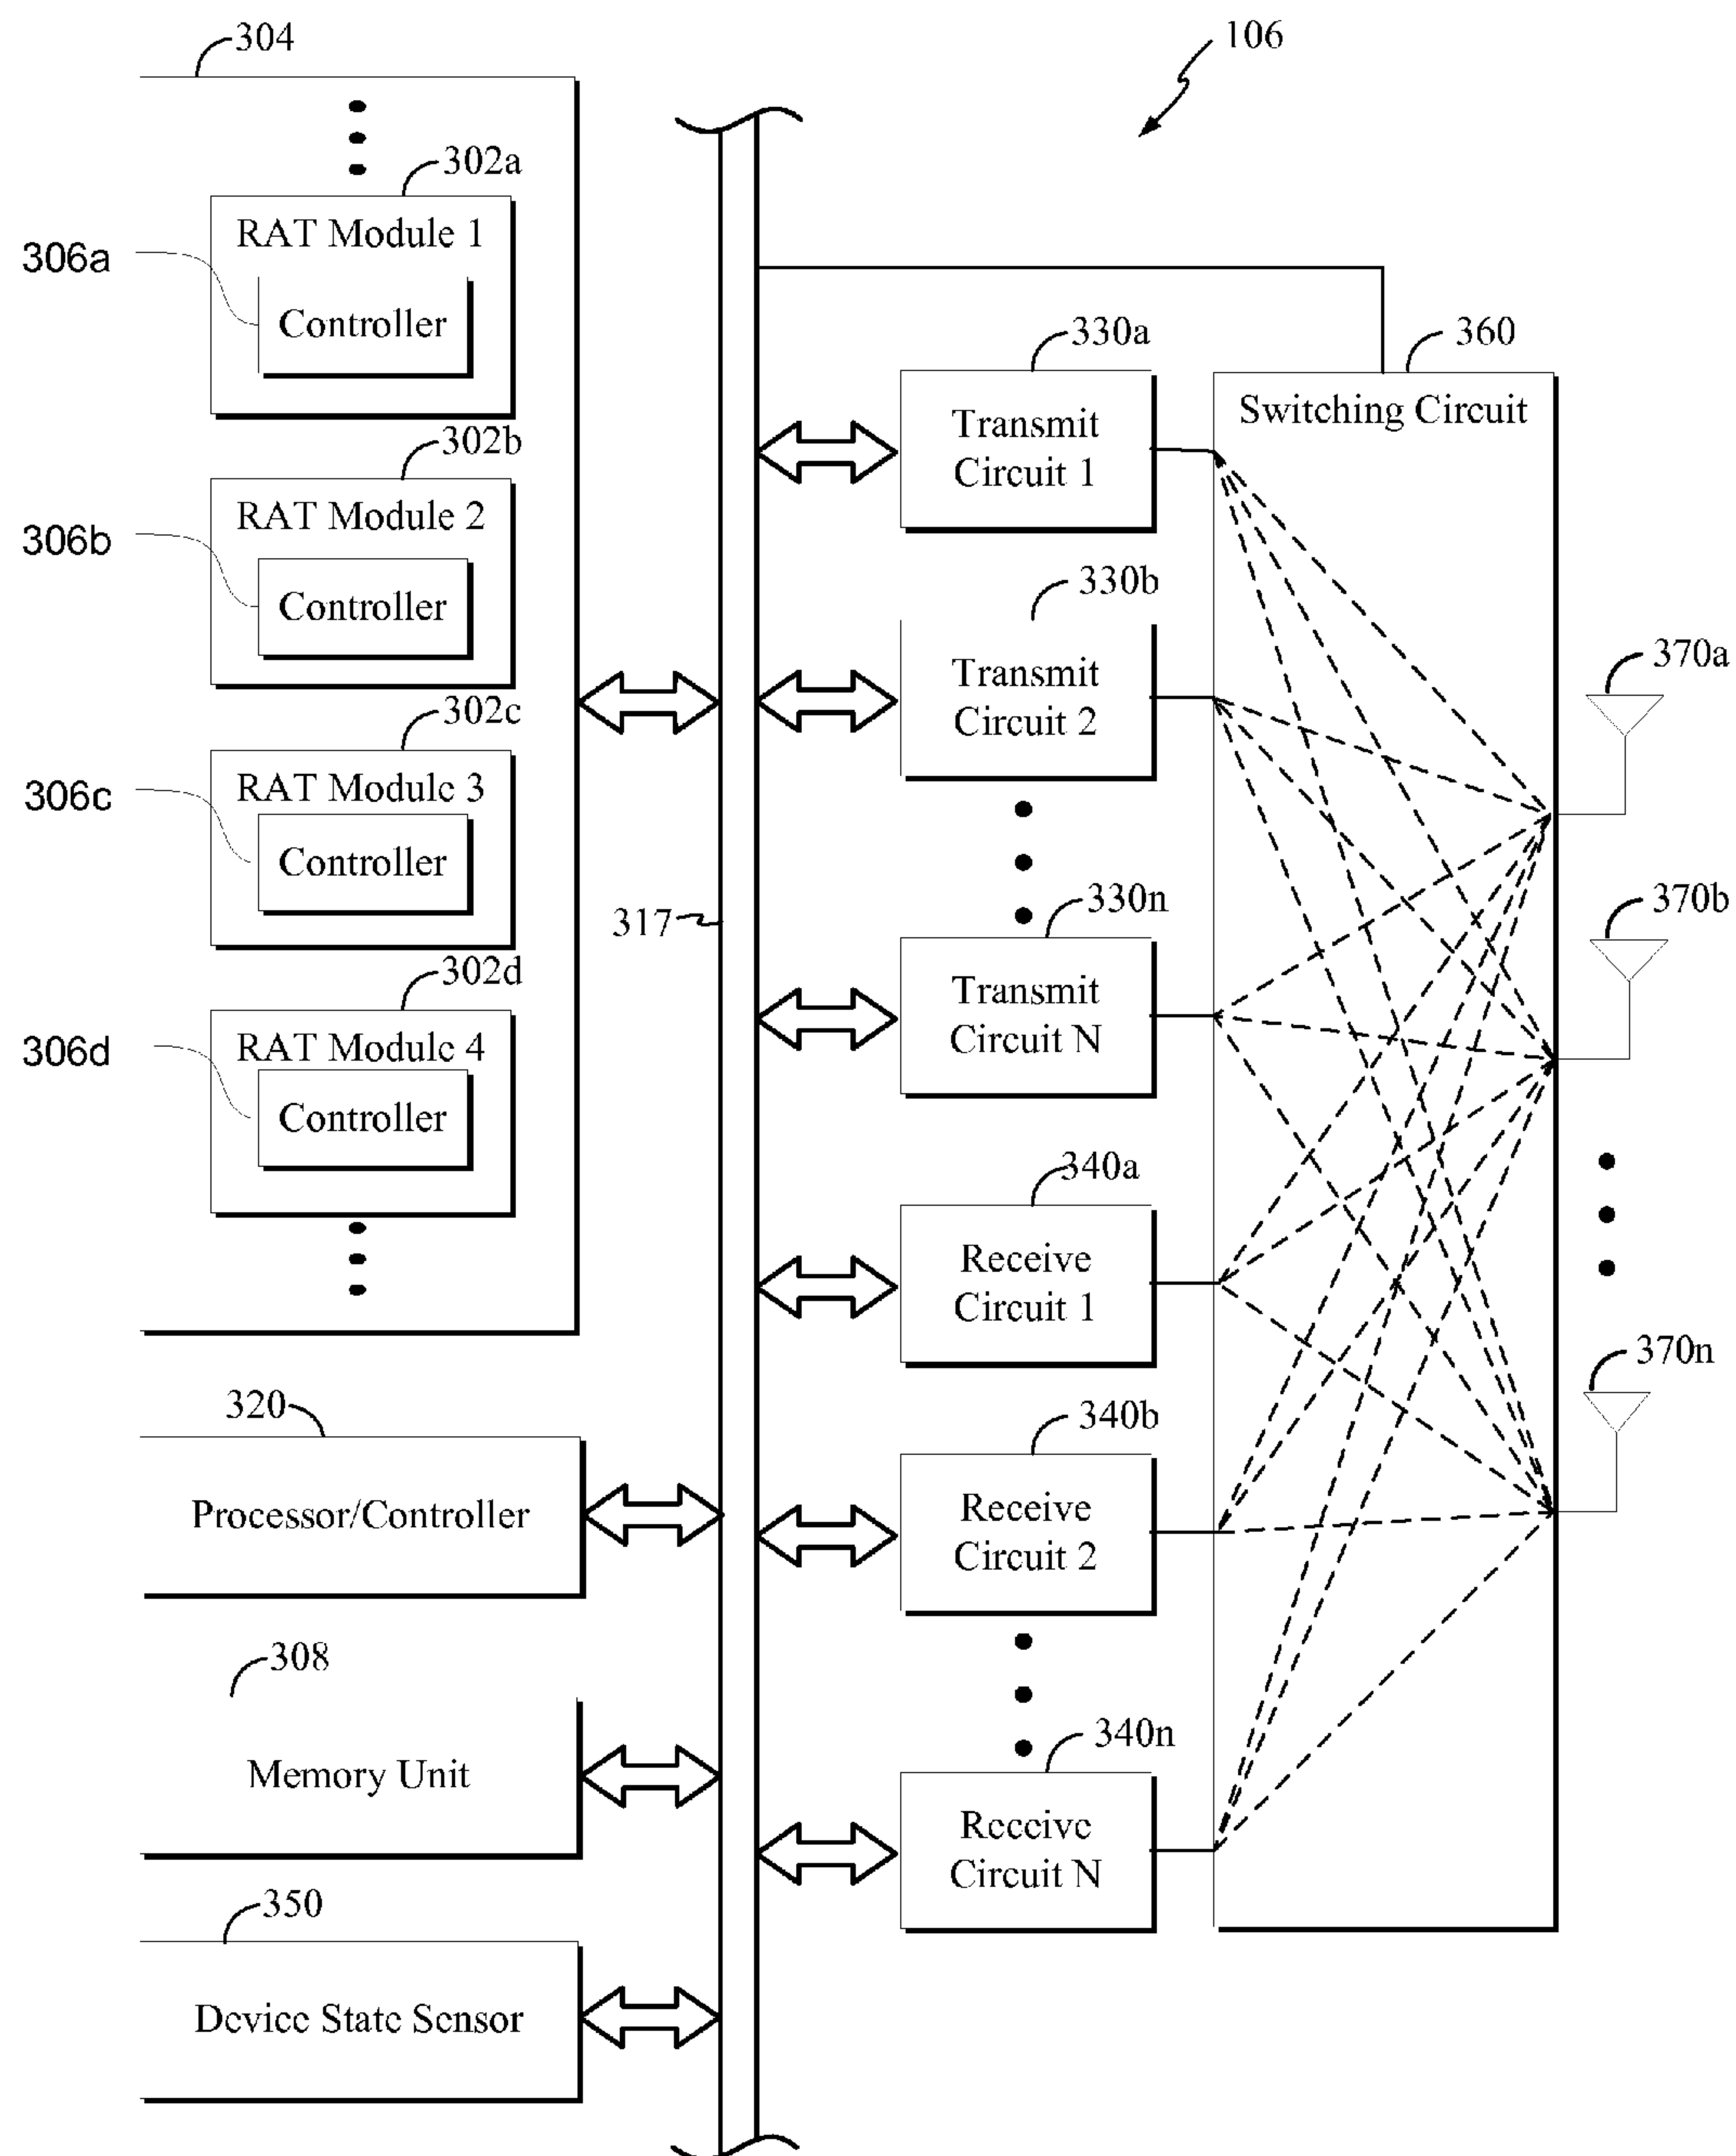 304
106
302a
RAT Module 1
306a
Controller
302b
RAT Module 2
306b
Controller
302c
RAT Module 3
306c
Controller
302d
RAT Module 4
306d
Controller
317
320
Processor/Controller
308
Memory Unit
350
Device State Sensor
330a
Transmit
Circuit 1
330b
Transmit
Circuit 2
330n
Transmit
Circuit N
340a
Receive
Circuit 1
340b
Receive
Circuit 2
340n
Receive
Circuit N
360
Switching Circuit
370a
370b
370n